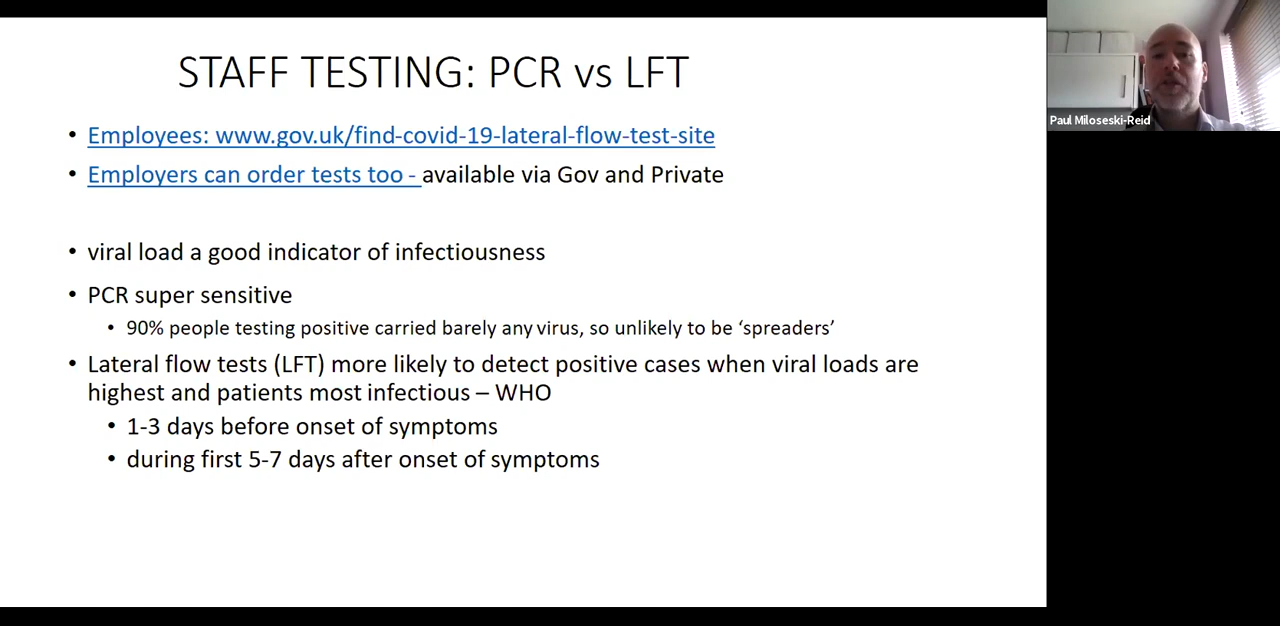 STAFF TESTING: PCR vs LFT
• Employees: www.gov.uk/find-covid-19-lateral-flow-test-site
• Employers can order tests too - available via Gov and Private
• viral load a good indicator of infectiousness
• PCR super sensitive
• 90% people testing positive carried barely any virus, so unlikely to be ‘spreaders’
• Lateral flow tests (LFT) more likely to detect positive cases when viral loads are
highest and patients most infectious – WHO
• 1-3 days before onset of symptoms
• during first 5-7 days after onset of symptoms
Paul Miloseski-Reid